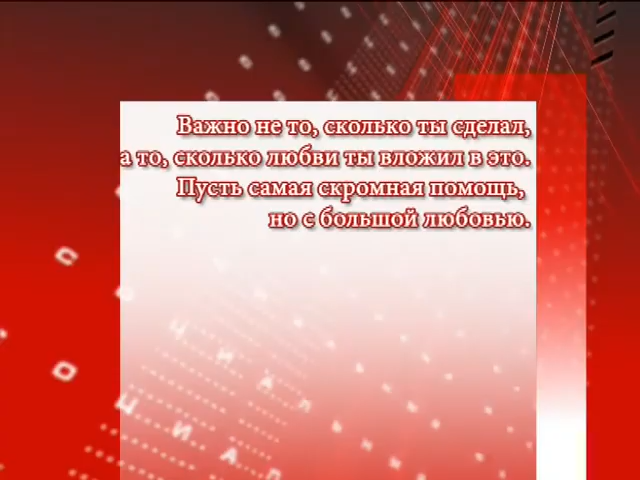 Важно не то, сколько ты сделал,
а то, сколько любви ты вложил в это.
Пусть самая скромная помощь,
но с большой любовью.